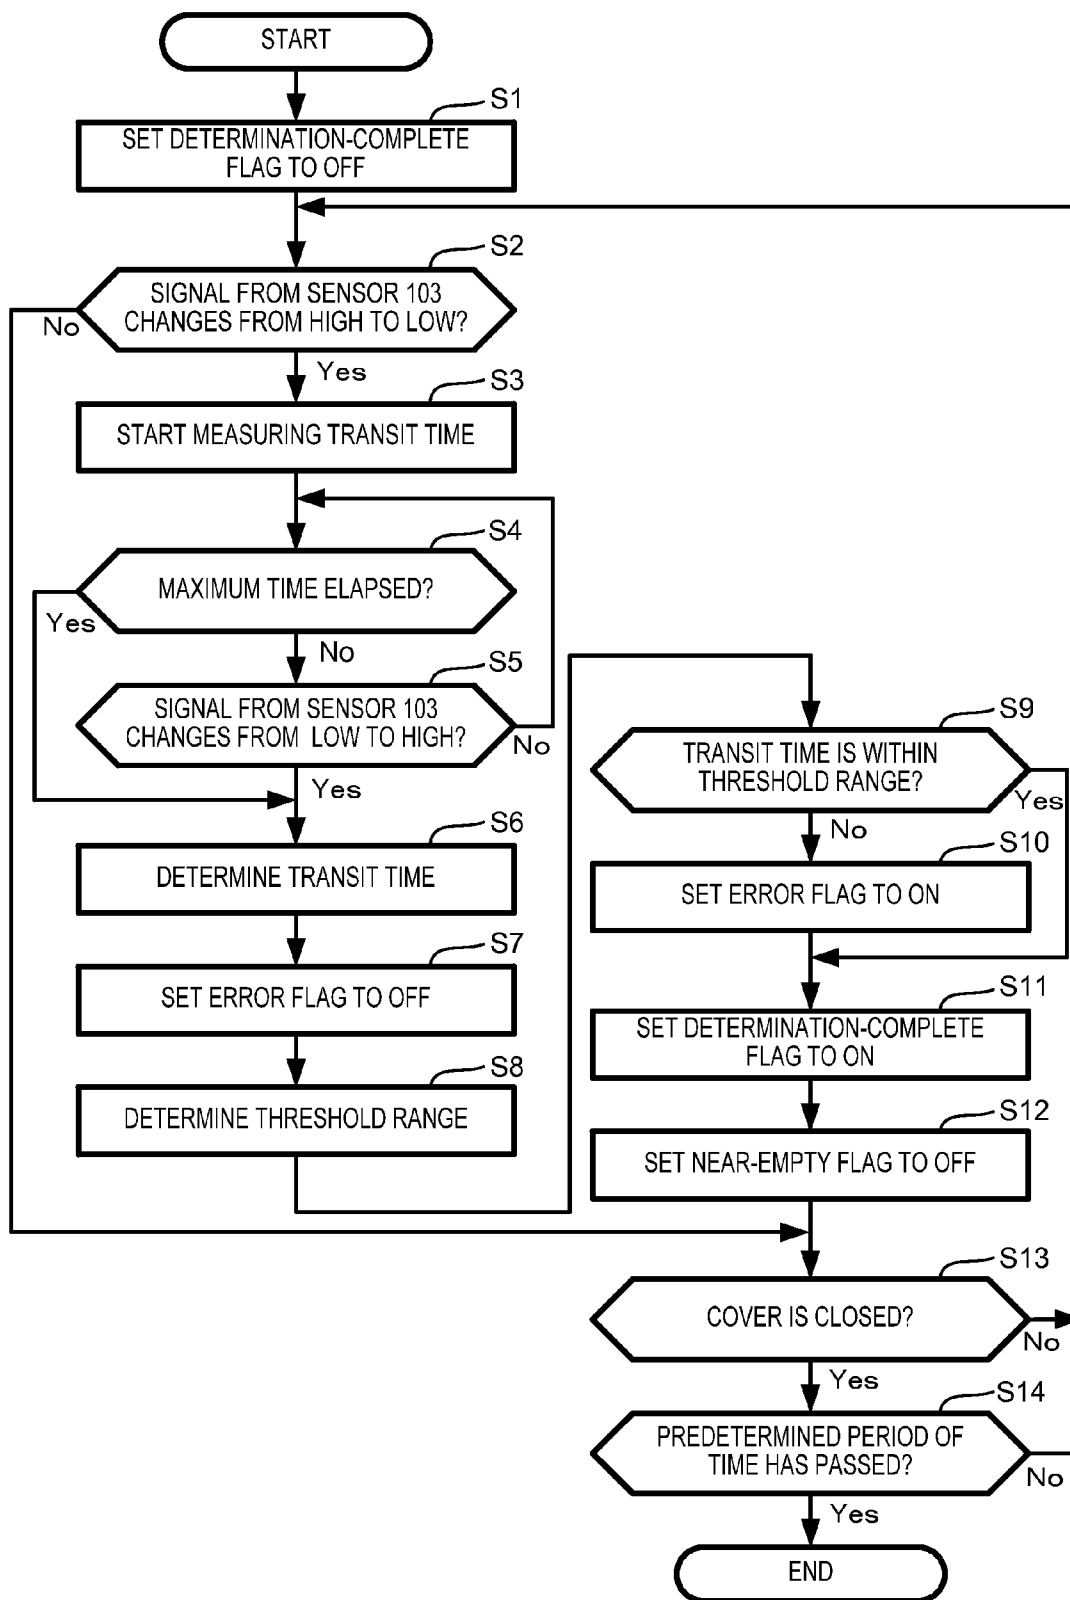 START
S1
SET DETERMINATION-COMPLETE
FLAG TO OFF
S2
SIGNAL FROM SENSOR 103
CHANGES FROM HIGH TO LOW?
No
Yes
S3
START MEASURING TRANSIT TIME
S4
MAXIMUM TIME ELAPSED?
Yes
No
S5
SIGNAL FROM SENSOR 103
CHANGES FROM LOW TO HIGH?
No
Yes
S6
DETERMINE TRANSIT TIME
S7
SET ERROR FLAG TO OFF
S8
DETERMINE THRESHOLD RANGE
S9
TRANSIT TIME IS WITHIN
THRESHOLD RANGE?
Yes
No
S10
SET ERROR FLAG TO ON
S11
SET DETERMINATION-COMPLETE
FLAG TO ON
S12
SET NEAR-EMPTY FLAG TO OFF
S13
COVER IS CLOSED?
No
Yes
S14
PREDETERMINED PERIOD OF
TIME HAS PASSED?
No
Yes
END